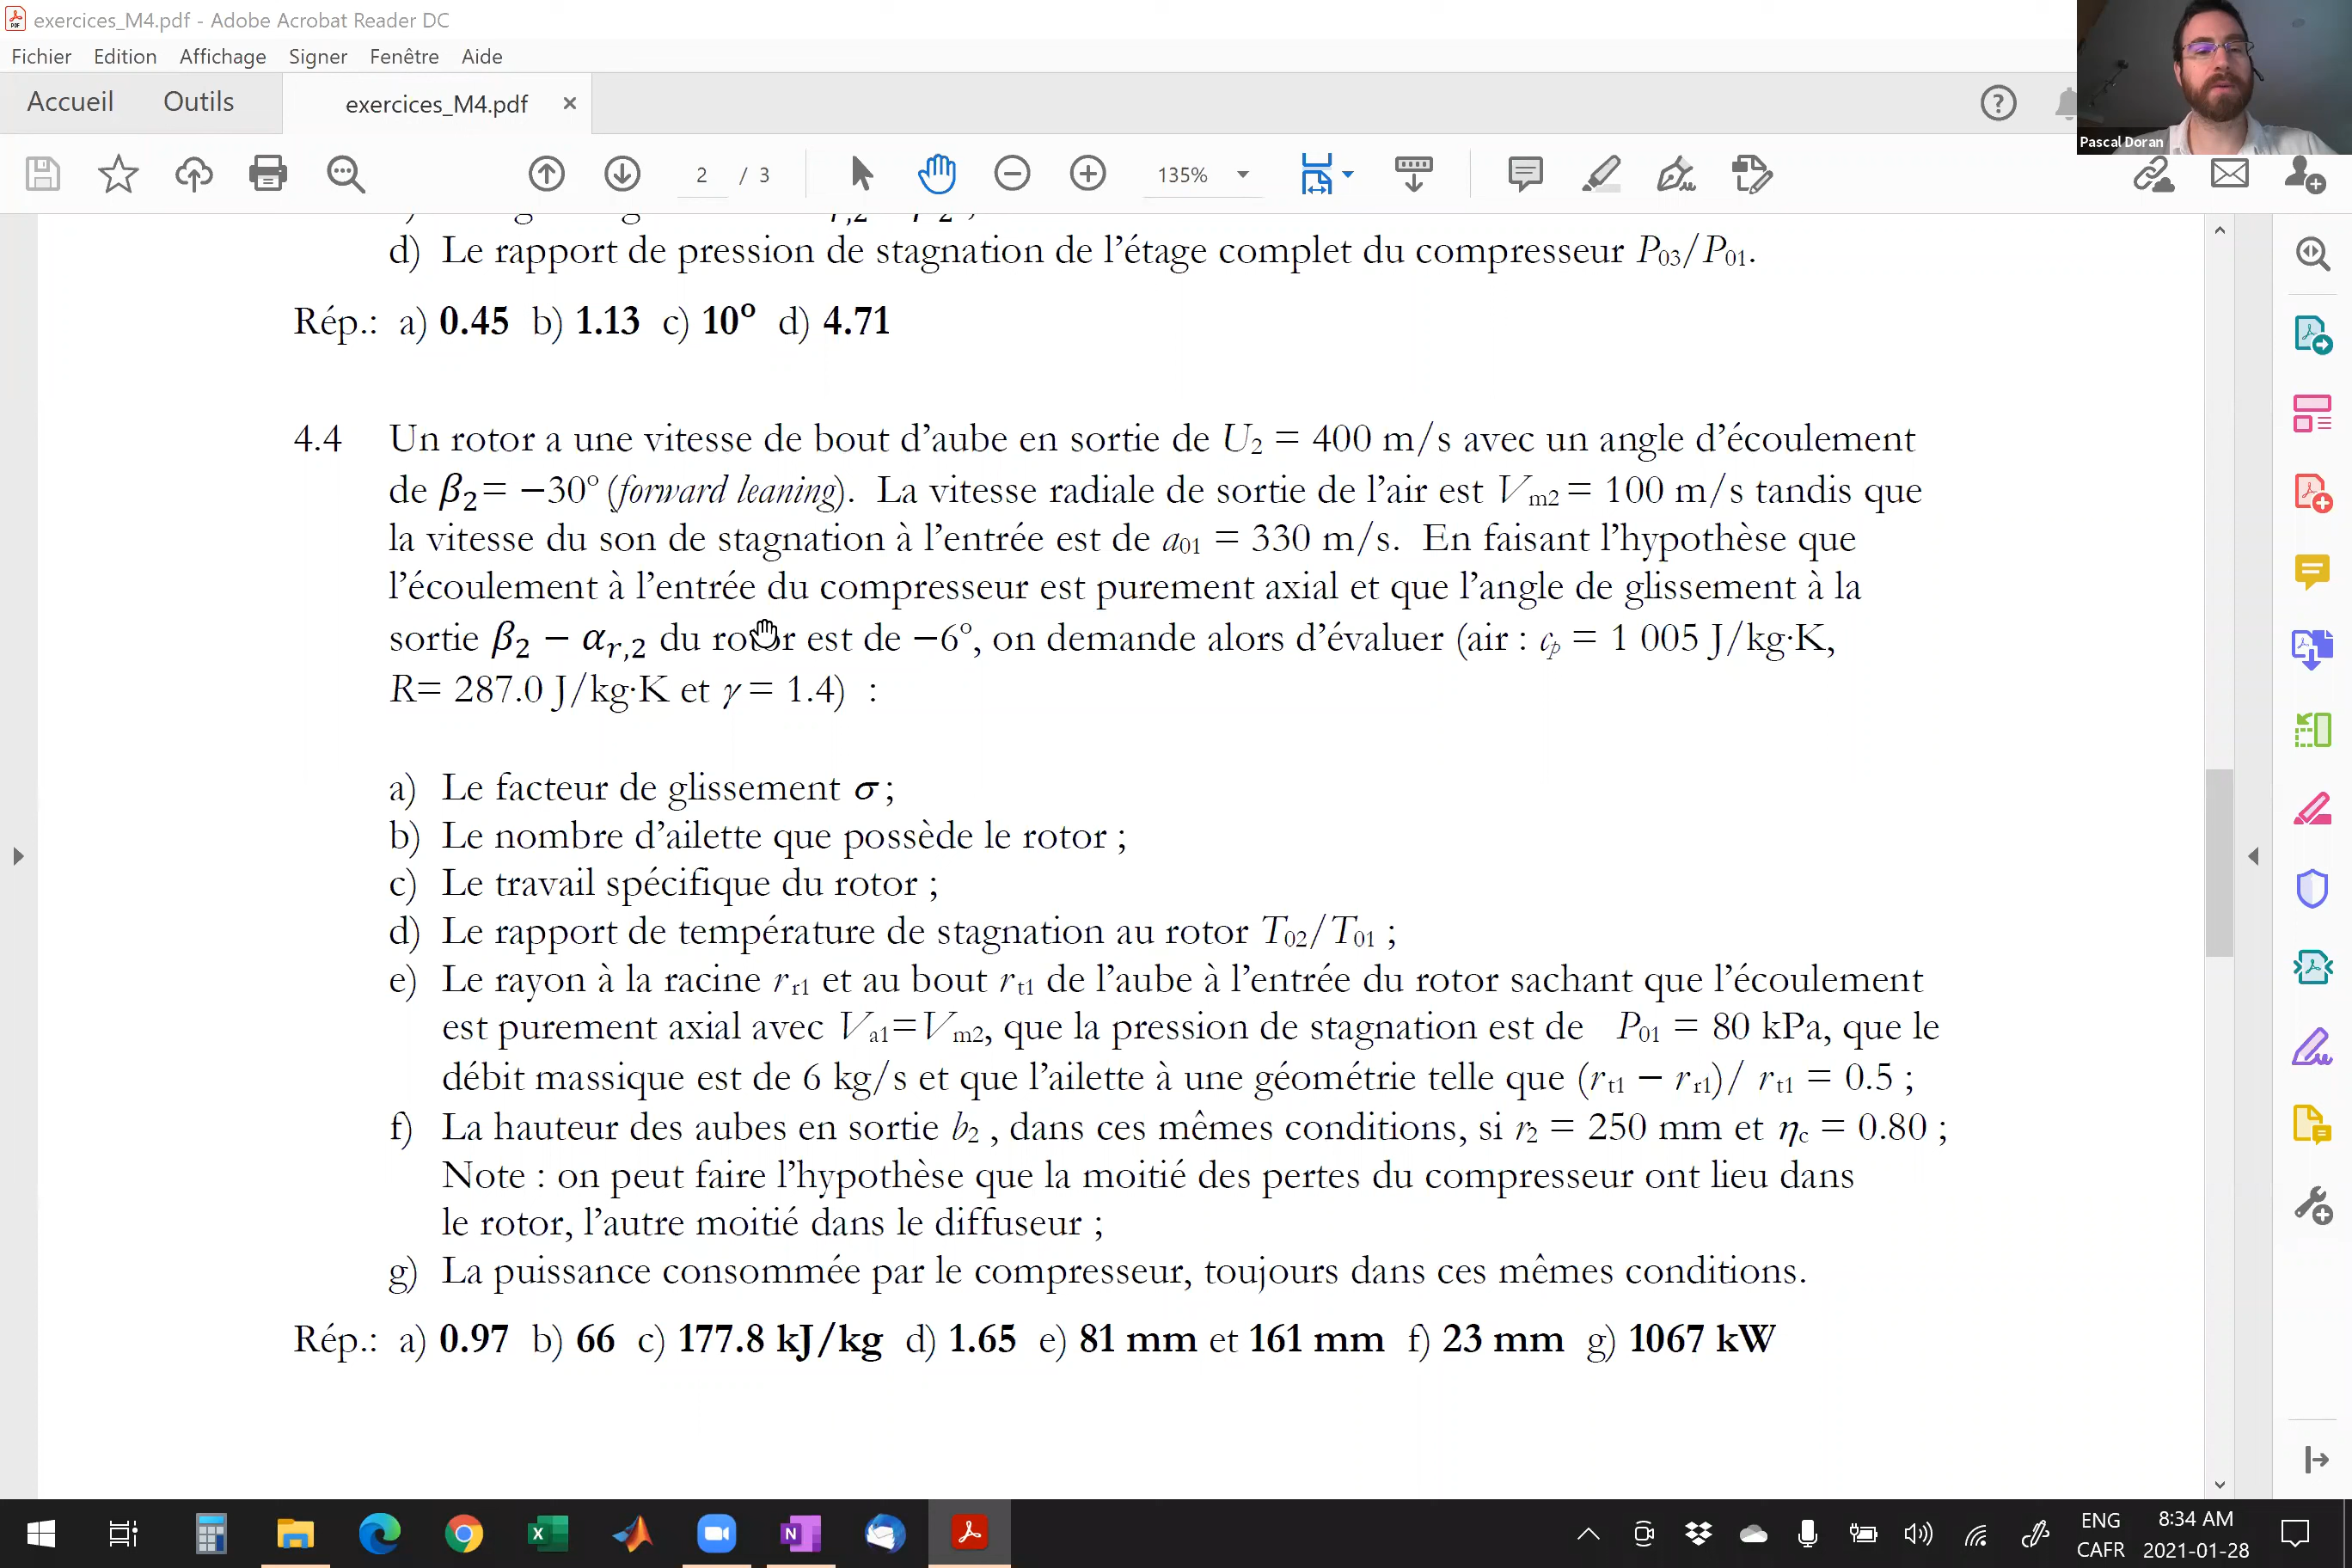 exercices_M4.pdf - Adobe Acrobat Reader DC
Fichier Edition Affichage Signer Fenêtre Aide
Accueil Outils exercices_M4.pdf ×
Pascal Doran
2 / 3 135%
d) Le rapport de pression de stagnation de l’étage complet du compresseur P03/P01.
Rép.: a) 0.45 b) 1.13 c) 10° d) 4.71
4.4 Un rotor a une vitesse de bout d’aube en sortie de U2 = 400 m/s avec un angle d’écoulement
de β2= −30° (forward leaning). La vitesse radiale de sortie de l’air est Vm2 = 100 m/s tandis que
la vitesse du son de stagnation à l’entrée est de a01 = 330 m/s. En faisant l’hypothèse que
l’écoulement à l’entrée du compresseur est purement axial et que l’angle de glissement à la
sortie β2 − αr,2 du rotor est de −6°, on demande alors d’évaluer (air : cp = 1 005 J/kg·K,
R= 287.0 J/kg·K et γ = 1.4) :
a) Le facteur de glissement σ ;
b) Le nombre d’ailette que possède le rotor ;
c) Le travail spécifique du rotor ;
d) Le rapport de température de stagnation au rotor T02/T01 ;
e) Le rayon à la racine rr1 et au bout rt1 de l’aube à l’entrée du rotor sachant que l’écoulement
est purement axial avec Va1=Vm2, que la pression de stagnation est de P01 = 80 kPa, que le
débit massique est de 6 kg/s et que l’ailette à une géométrie telle que (rt1 − rr1)/ rt1 = 0.5 ;
f) La hauteur des aubes en sortie b2 , dans ces mêmes conditions, si r2 = 250 mm et ηc = 0.80 ;
Note : on peut faire l’hypothèse que la moitié des pertes du compresseur ont lieu dans
le rotor, l’autre moitié dans le diffuseur ;
g) La puissance consommée par le compresseur, toujours dans ces mêmes conditions.
Rép.: a) 0.97 b) 66 c) 177.8 kJ/kg d) 1.65 e) 81 mm et 161 mm f) 23 mm g) 1067 kW
ENG 8:34 AM
CAFR 2021-01-28